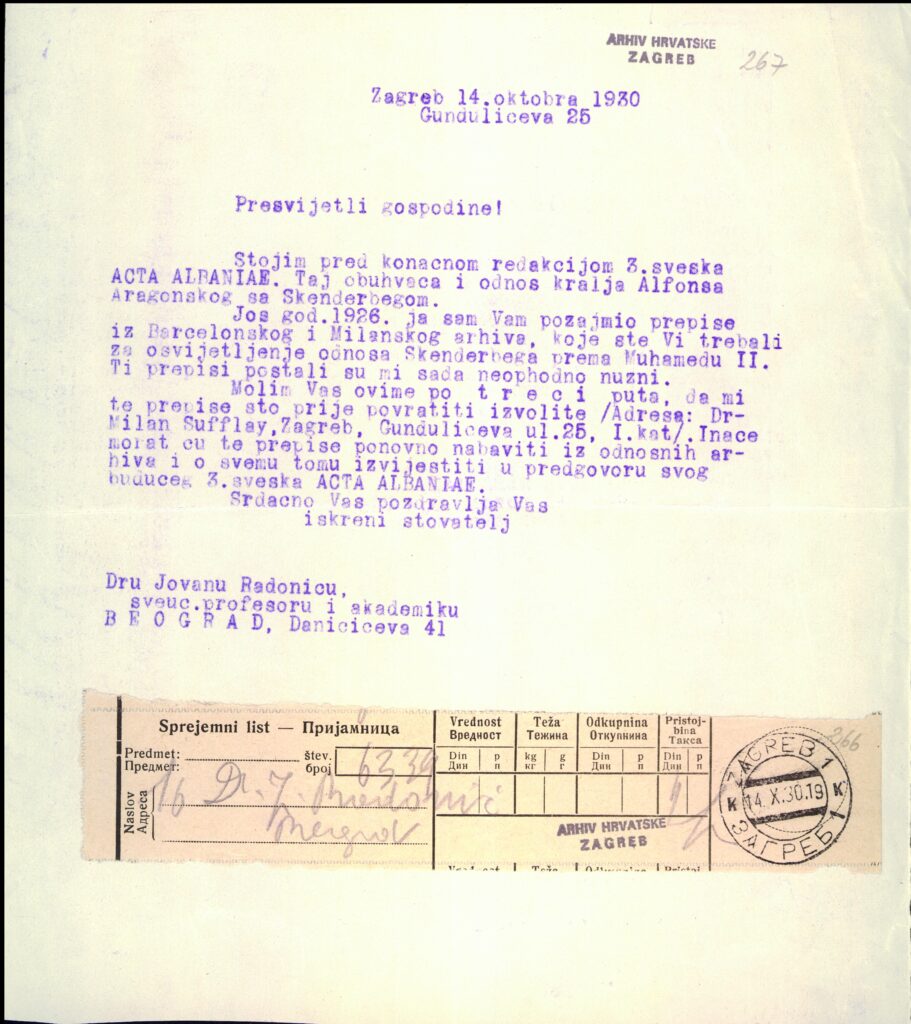 ARHIV HRVATSKE
ZAGREB
267
Zagreb 14.oktobra 1930
Gunduliceva 25
Presvijetli gospodine!
Stojim pred konacnom redakcijom 3.sveska
ACTA ALBANIAE. Taj obuhvaca i odnos kralja Alfonsa
Aragonskog sa Skenderbegom.
Jos god.1926. ja sam Vam pozajmio prepise
iz Barcelonskog i Milanskog arhiva, koje ste Vi trebali
za osvijetljenje odnosa Skenderbega prema Muhamedu II.
Ti prepisi postali su mi sada neophodno nuzni.
Molim Vas ovime po t r e c i puta, da mi
te prepise sto prije povratiti izvolite /Adresa: Dr-
Milan Sufflay,Zagreb, Gunduliceva ul.25, I.kat/.Inace
morat cu te prepise ponovno nabaviti iz odnosnih ar-
hiva i o svemu tomu izvijestiti u predgovoru svog
buduceg 3.sveska ACTA ALBANIAE.
Srdacno Vas pozdravlja Vas
iskreni stovatelj
Dru Jovanu Radonicu,
sveuc.profesoru i akademiku
B E O G R A D, Daniciceva 41
Sprejemni list — Пријамница
Predmet:
Предмет:
štev.
број
6339
Naslov
Адреса
Dr. J. Radonić
Beograd
Vrednost
Вредност
Teža
Тежина
Odkupnina
Откупнина
Pristoj-
bina
Такса
Din p kg g Din p Din p
Дин п кг г Дин п Дин п
ARHIV HRVATSKE
ZAGREB
266
ZAGREB 1
K 14.X.30.19 K
ЗАГРЕБ 1